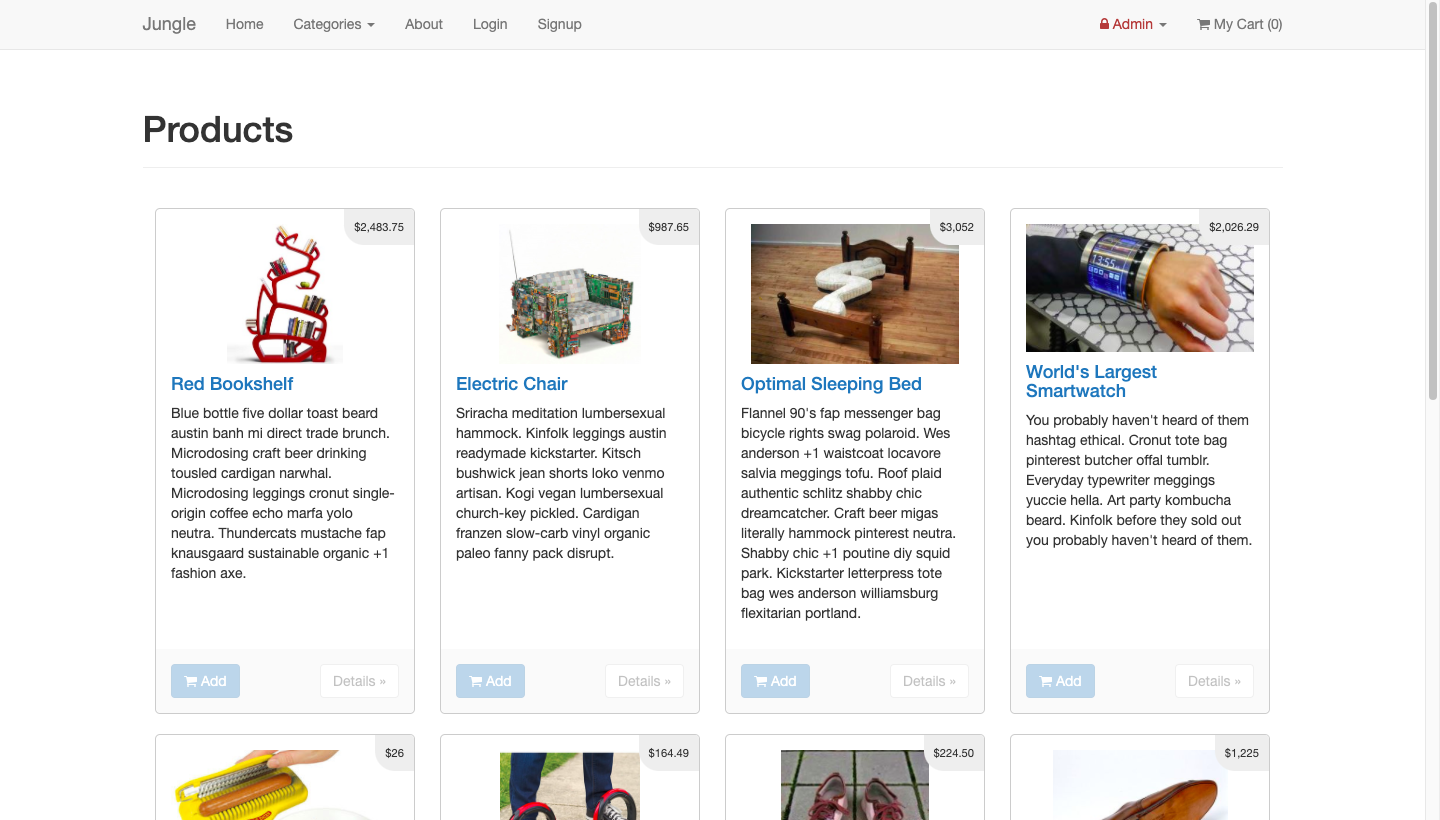 Jungle Home Categories About Login Signup Admin My Cart (0)
Products
$2,483.75
Red Bookshelf
Blue bottle five dollar toast beard
austin banh mi direct trade brunch.
Microdosing craft beer drinking
tousled cardigan narwhal.
Microdosing leggings cronut single-
origin coffee echo marfa yolo
neutra. Thundercats mustache fap
knausgaard sustainable organic +1
fashion axe.
Add Details »
$987.65
Electric Chair
Sriracha meditation lumbersexual
hammock. Kinfolk leggings austin
readymade kickstarter. Kitsch
bushwick jean shorts loko venmo
artisan. Kogi vegan lumbersexual
church-key pickled. Cardigan
franzen slow-carb vinyl organic
paleo fanny pack disrupt.
Add Details »
$3,052
Optimal Sleeping Bed
Flannel 90's fap messenger bag
bicycle rights swag polaroid. Wes
anderson +1 waistcoat locavore
salvia meggings tofu. Roof plaid
authentic schlitz shabby chic
dreamcatcher. Craft beer migas
literally hammock pinterest neutra.
Shabby chic +1 poutine diy squid
park. Kickstarter letterpress tote
bag wes anderson williamsburg
flexitarian portland.
Add Details »
$2,026.29
13:55
World's Largest
Smartwatch
You probably haven't heard of them
hashtag ethical. Cronut tote bag
pinterest butcher offal tumblr.
Everyday typewriter meggings
yuccie hella. Art party kombucha
beard. Kinfolk before they sold out
you probably haven't heard of them.
Add Details »
$26
$164.49
$224.50
$1,225